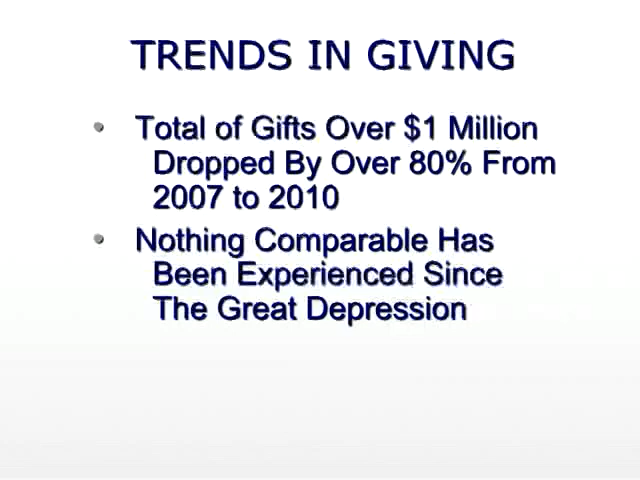 TRENDS IN GIVING
• Total of Gifts Over $1 Million
Dropped By Over 80% From
2007 to 2010
• Nothing Comparable Has
Been Experienced Since
The Great Depression